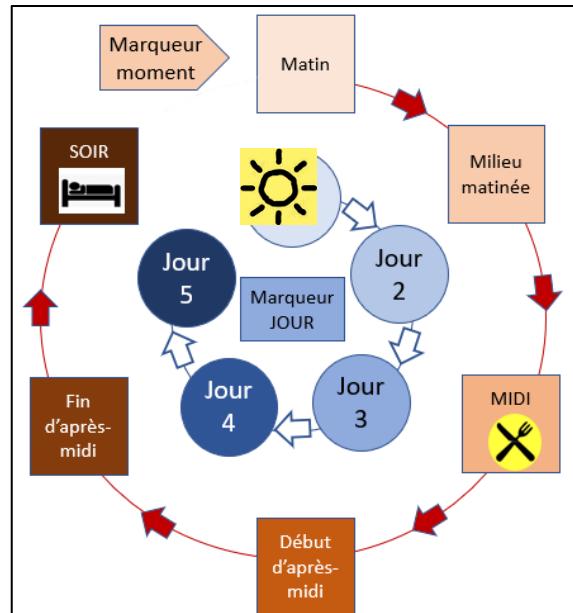 Marqueur
moment
Matin
Milieu
matinée
MIDI
Début
d'après-
midi
Fin
d'après-
midi
SOIR
Jour
2
Jour
3
Jour
4
Jour
5
Marqueur
JOUR